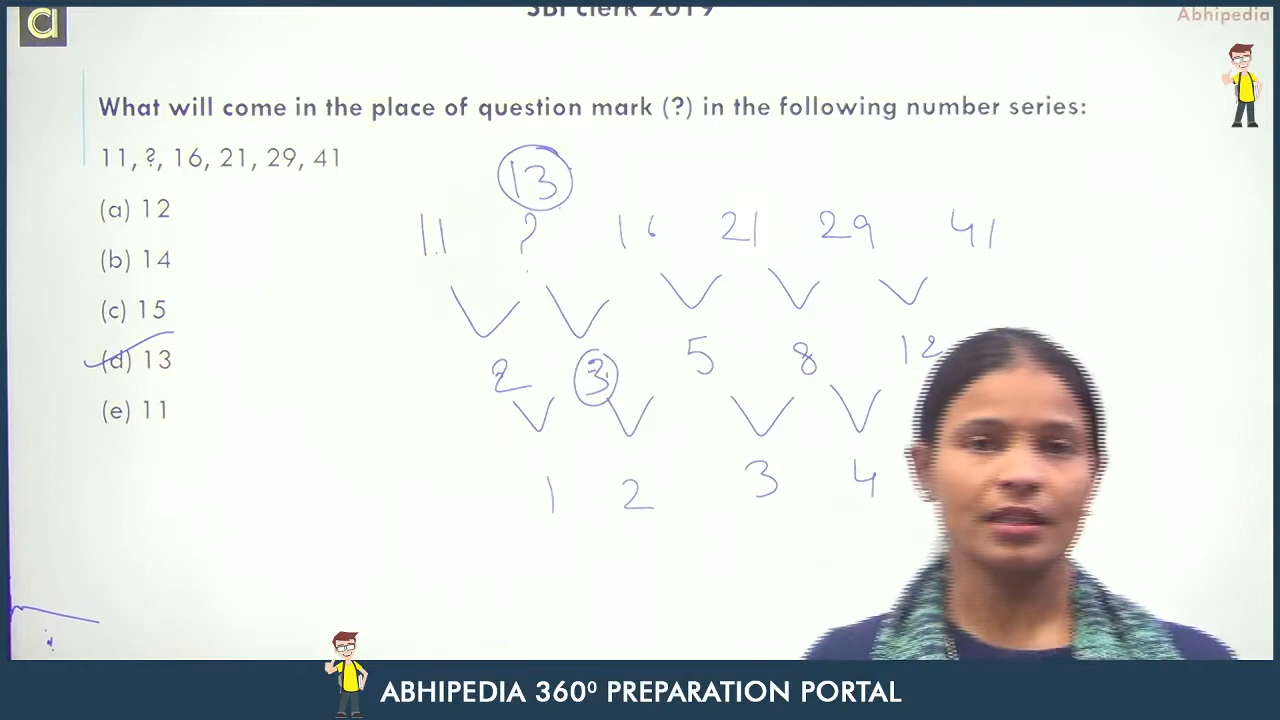 SBI clerk 2019
Abhipedia
a
What will come in the place of question mark (?) in the following number series:
11, ?, 16, 21, 29, 41
(a) 12
(b) 14
(c) 15
(d) 13
(e) 11
13
11 ? 16 21 29 41
2 3 5 8 12
1 2 3 4
ABHIPEDIA 360⁰ PREPARATION PORTAL